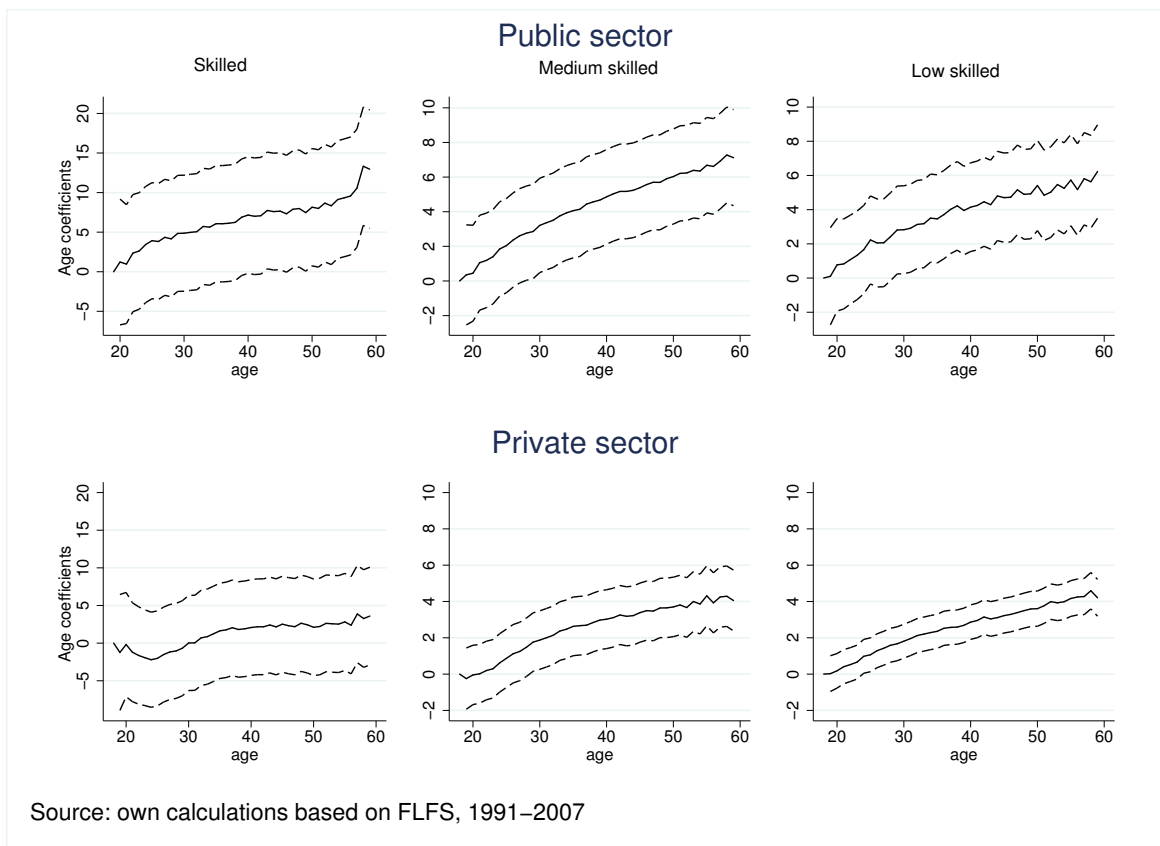 Public sector
Skilled
Medium skilled
Low skilled
Age coefficients
−5 0 5 10 15 20
20 30 40 50 60
age
−2 0 2 4 6 8 10
20 30 40 50 60
age
−2 0 2 4 6 8 10
20 30 40 50 60
age
Private sector
Age coefficients
−5 0 5 10 15 20
20 30 40 50 60
age
−2 0 2 4 6 8 10
20 30 40 50 60
age
−2 0 2 4 6 8 10
20 30 40 50 60
age
Source: own calculations based on FLFS, 1991−2007